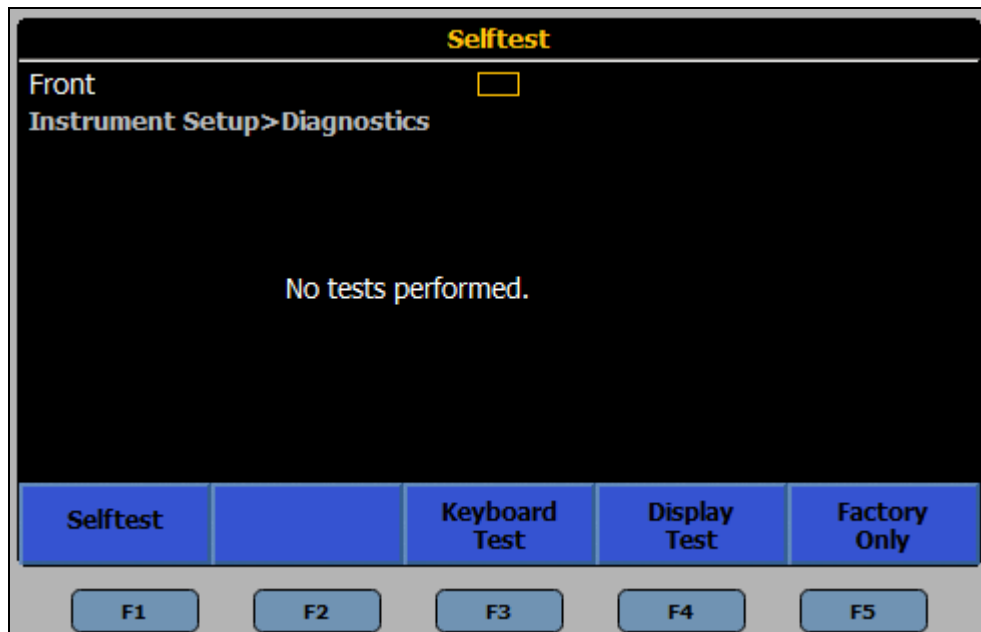 Selftest
Front
Instrument Setup>Diagnostics
No tests performed.
Selftest
Keyboard
Test
Display
Test
Factory
Only
F1 F2 F3 F4 F5